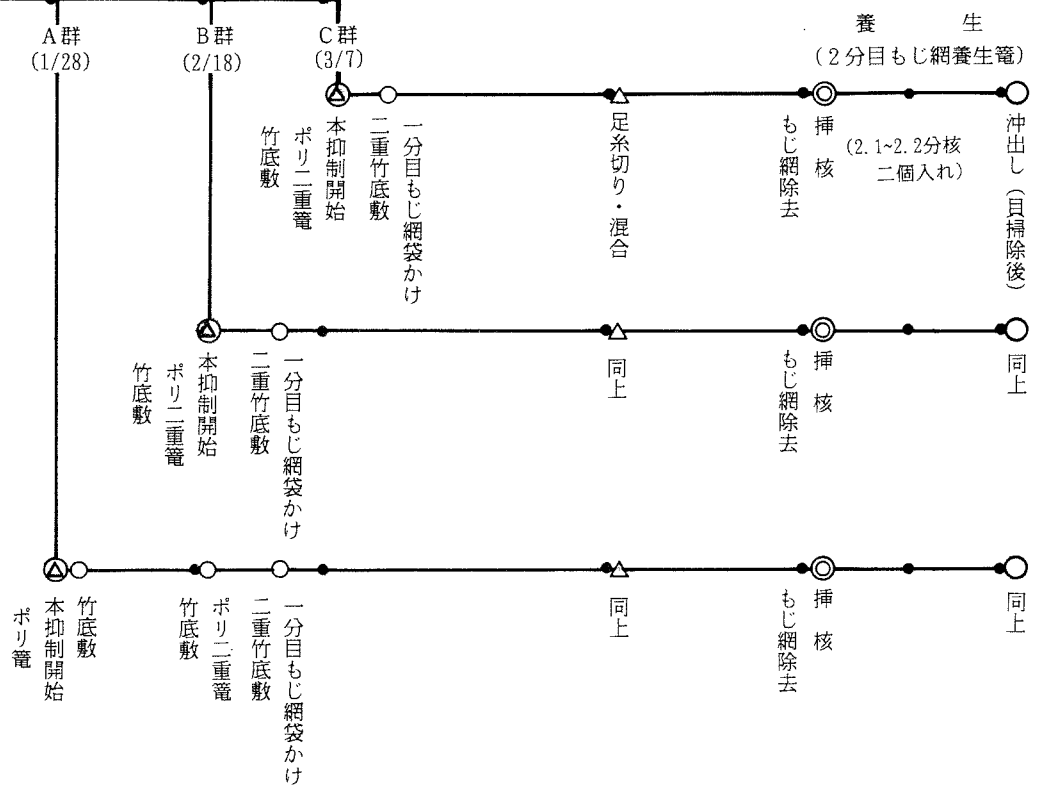 A群
(1/28)
B群
(2/18)
C群
(3/7)
養 生
(2分目もじ網養生篭)
本抑制開始
ポリ二重篭
竹底敷
一分目もじ網袋かけ
二重竹底敷
足糸切り・混合
挿核
もじ網除去
(2.1~2.2分核
二個入れ)
沖出し(貝掃除後)
本抑制開始
ポリ二重篭
竹底敷
一分目もじ網袋かけ
二重竹底敷
同上
挿核
もじ網除去
同上
竹底敷
本抑制開始
ポリ篭
ポリ二重篭
竹底敷
一分目もじ網袋かけ
二重竹底敷
同上
挿核
もじ網除去
同上